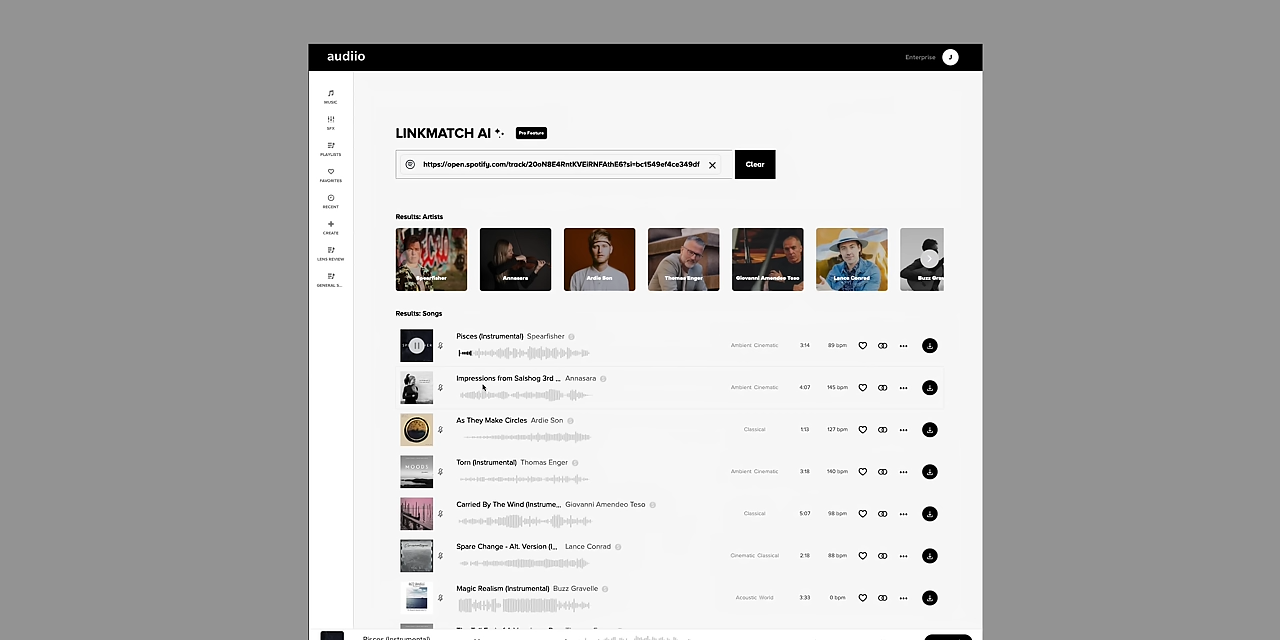 audiio
Enterprise J
MUSIC
SFX
PLAYLISTS
FAVORITES
RECENT
CREATE
LENS REVIEW
GENERAL S...
LINKMATCH AI Pro Feature
https://open.spotify.com/track/20oN8E4RntKVEiRNFAthE6?si=bc1549ef4ce349df Clear
Results: Artists
Spearfisher Annasara Ardie Son Thomas Enger Giovanni Amendeo Teso Lance Conrad Buzz Grav
Results: Songs
Pisces (Instrumental) Spearfisher Ambient Cinematic 3:14 89 bpm
Impressions from Salshog 3rd ... Annasara Ambient Cinematic 4:07 145 bpm
As They Make Circles Ardie Son Classical 1:13 127 bpm
Torn (Instrumental) Thomas Enger Ambient Cinematic 3:18 140 bpm
MOODS
Carried By The Wind (Instrume... Giovanni Amendeo Teso Classical 5:07 98 bpm
Spare Change - Alt. Version (I... Lance Conrad Cinematic Classical 2:18 88 bpm
Magic Realism (Instrumental) Buzz Gravelle Acoustic World 3:33 0 bpm
Pisces (Instrumental)